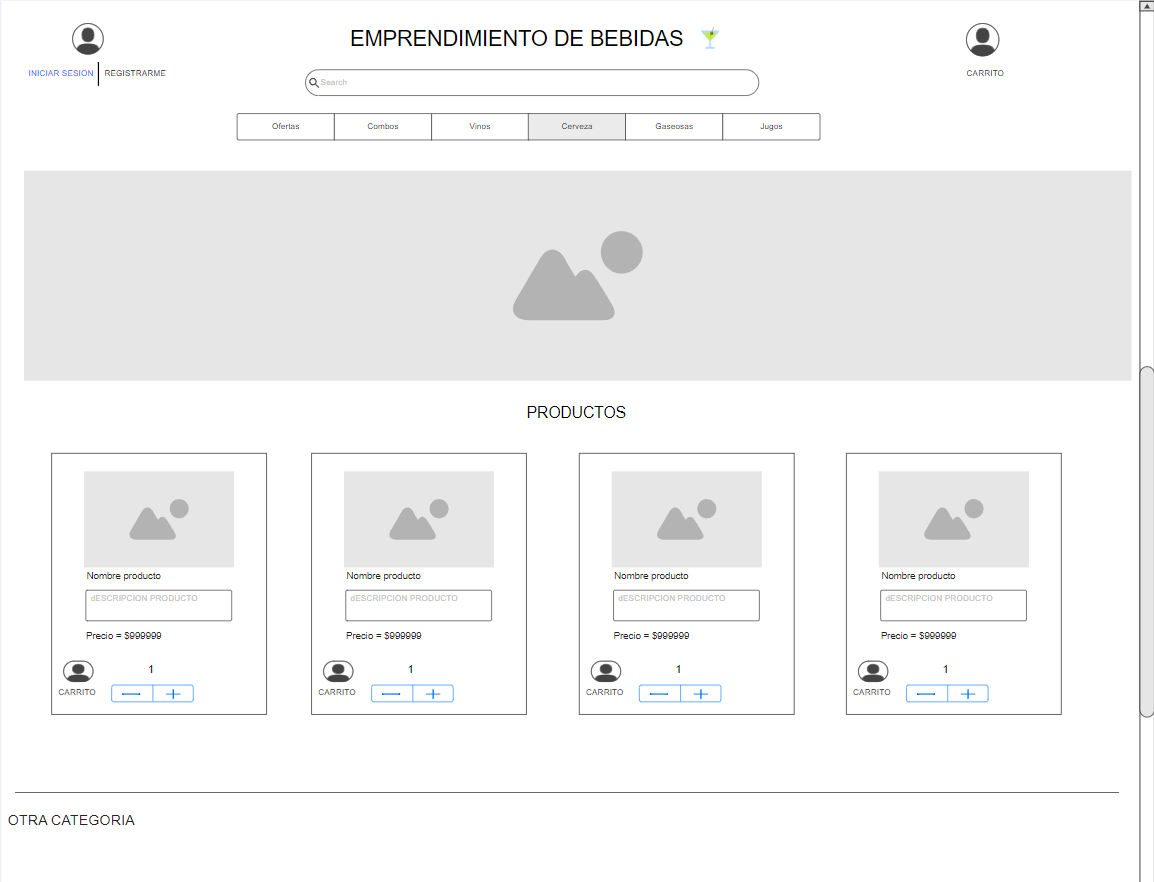 EMPRENDIMIENTO DE BEBIDAS
INICIAR SESION REGISTRARME
CARRITO
Search
Ofertas Combos Vinos Cerveza Gaseosas Jugos
PRODUCTOS
Nombre producto Nombre producto Nombre producto Nombre producto
dESCRIPCION PRODUCTO dESCRIPCION PRODUCTO dESCRIPCION PRODUCTO dESCRIPCION PRODUCTO
Precio = $999999 Precio = $999999 Precio = $999999 Precio = $999999
1 1 1 1
CARRITO CARRITO CARRITO CARRITO
OTRA CATEGORIA